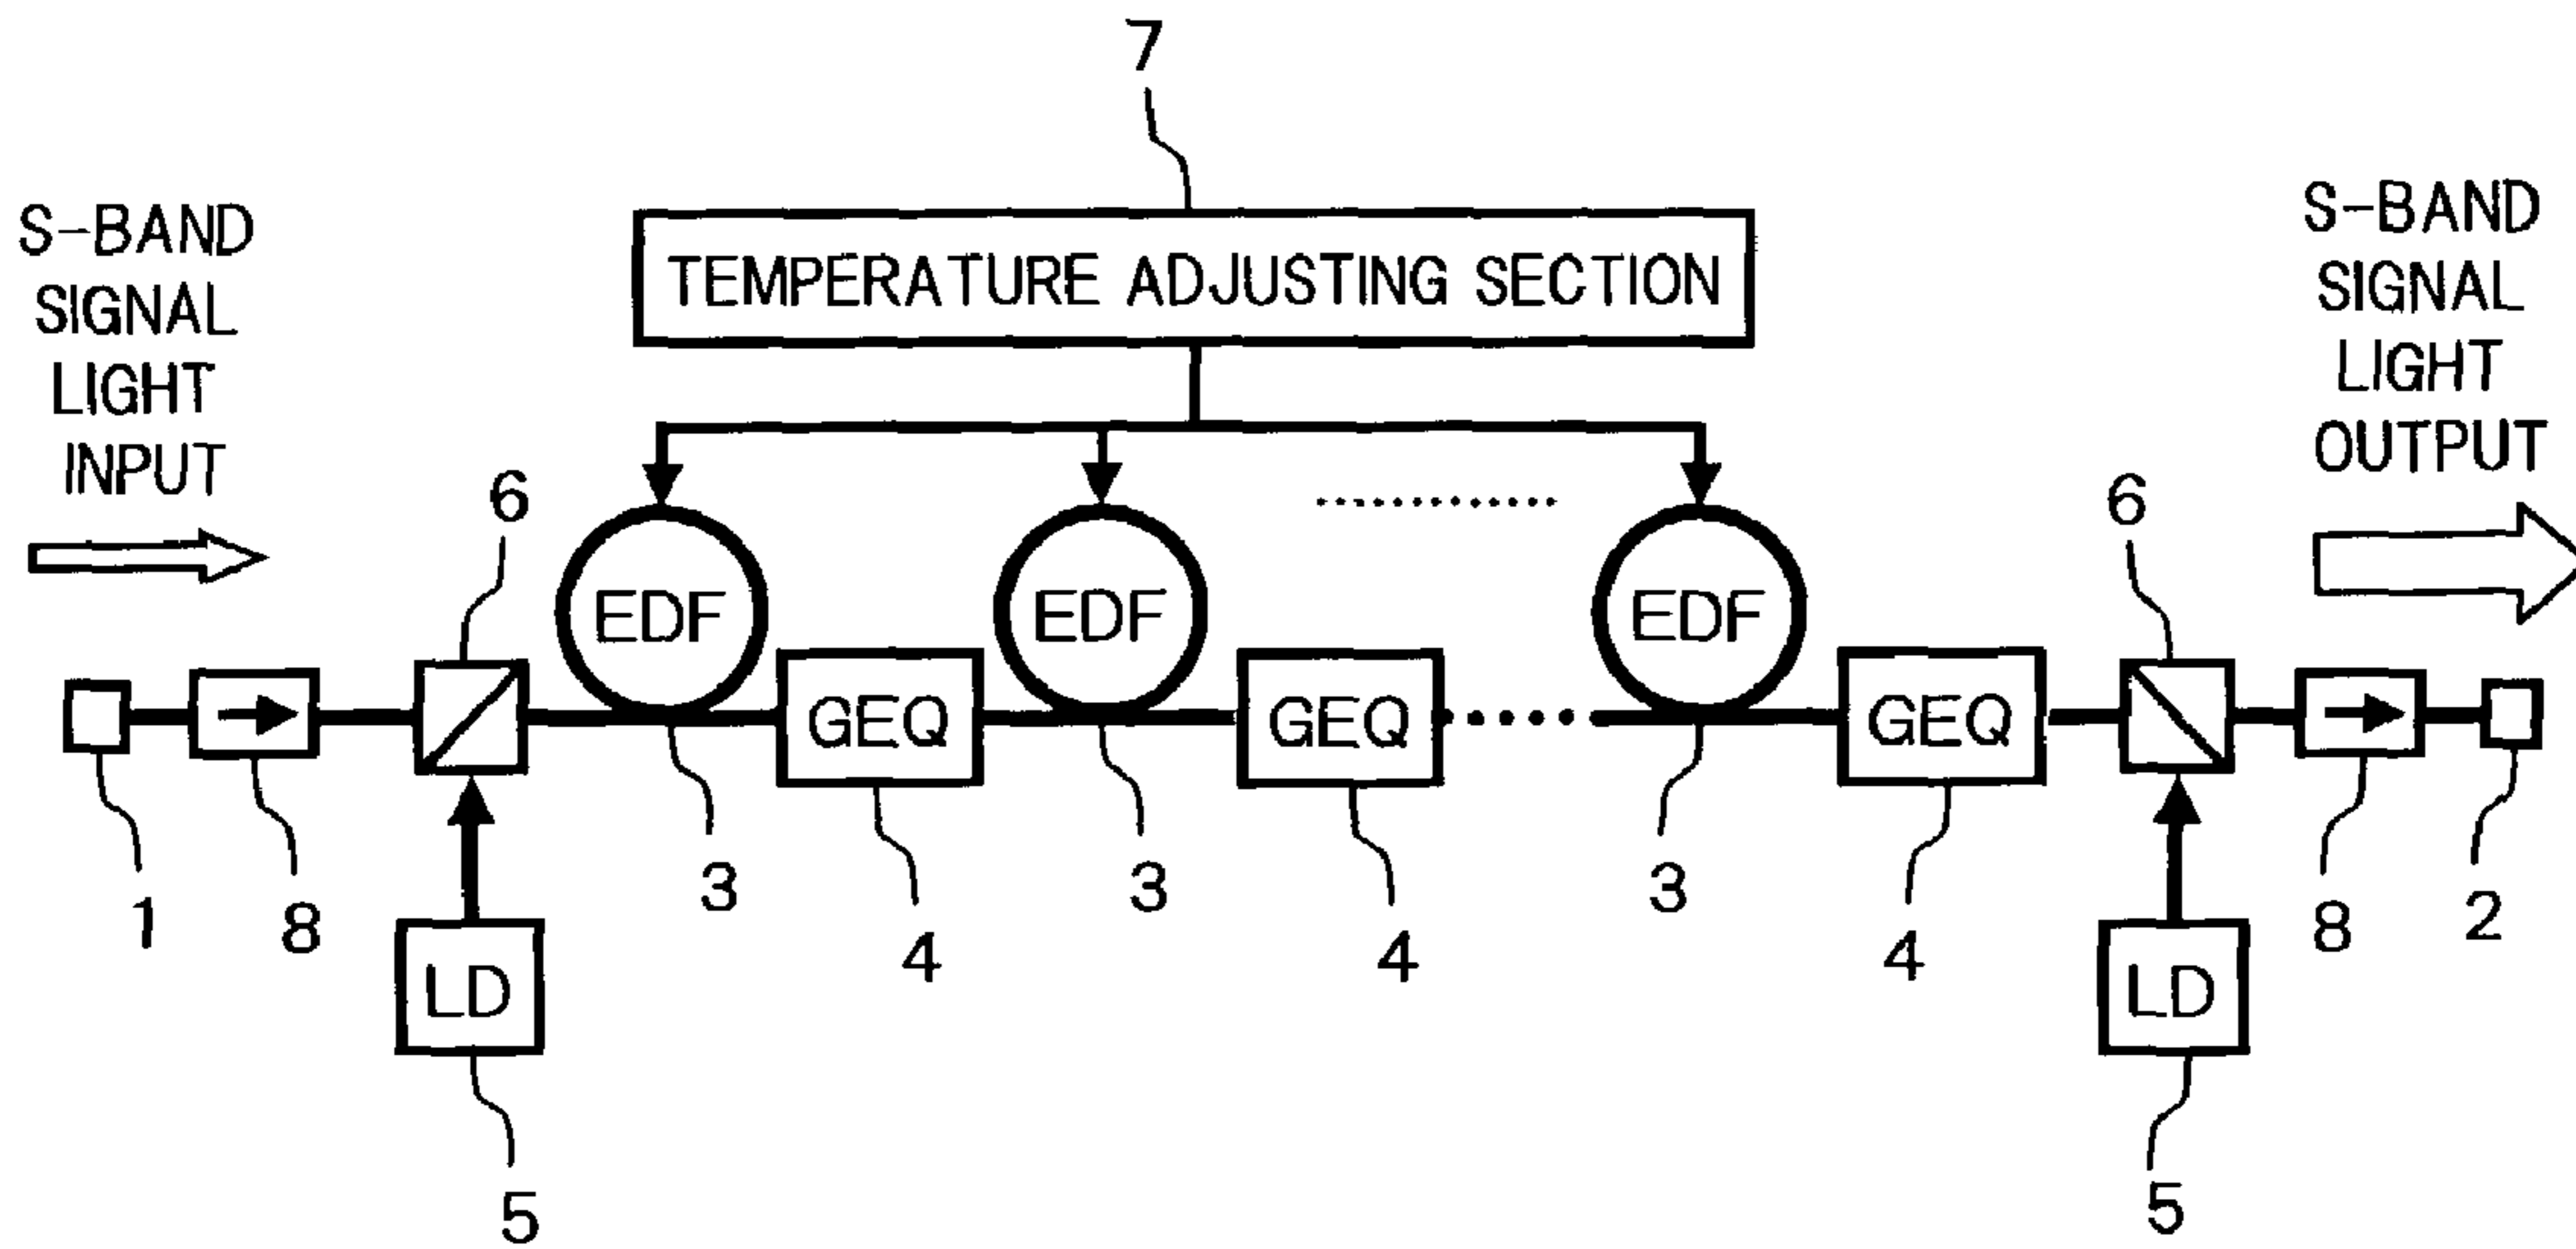 7
S-BAND
SIGNAL
LIGHT
INPUT
TEMPERATURE ADJUSTING SECTION
S-BAND
SIGNAL
LIGHT
OUTPUT
6
6
EDF
EDF
EDF
GEQ
GEQ
GEQ
1
8
3
3
3
8
2
4
4
4
LD
LD
5
5